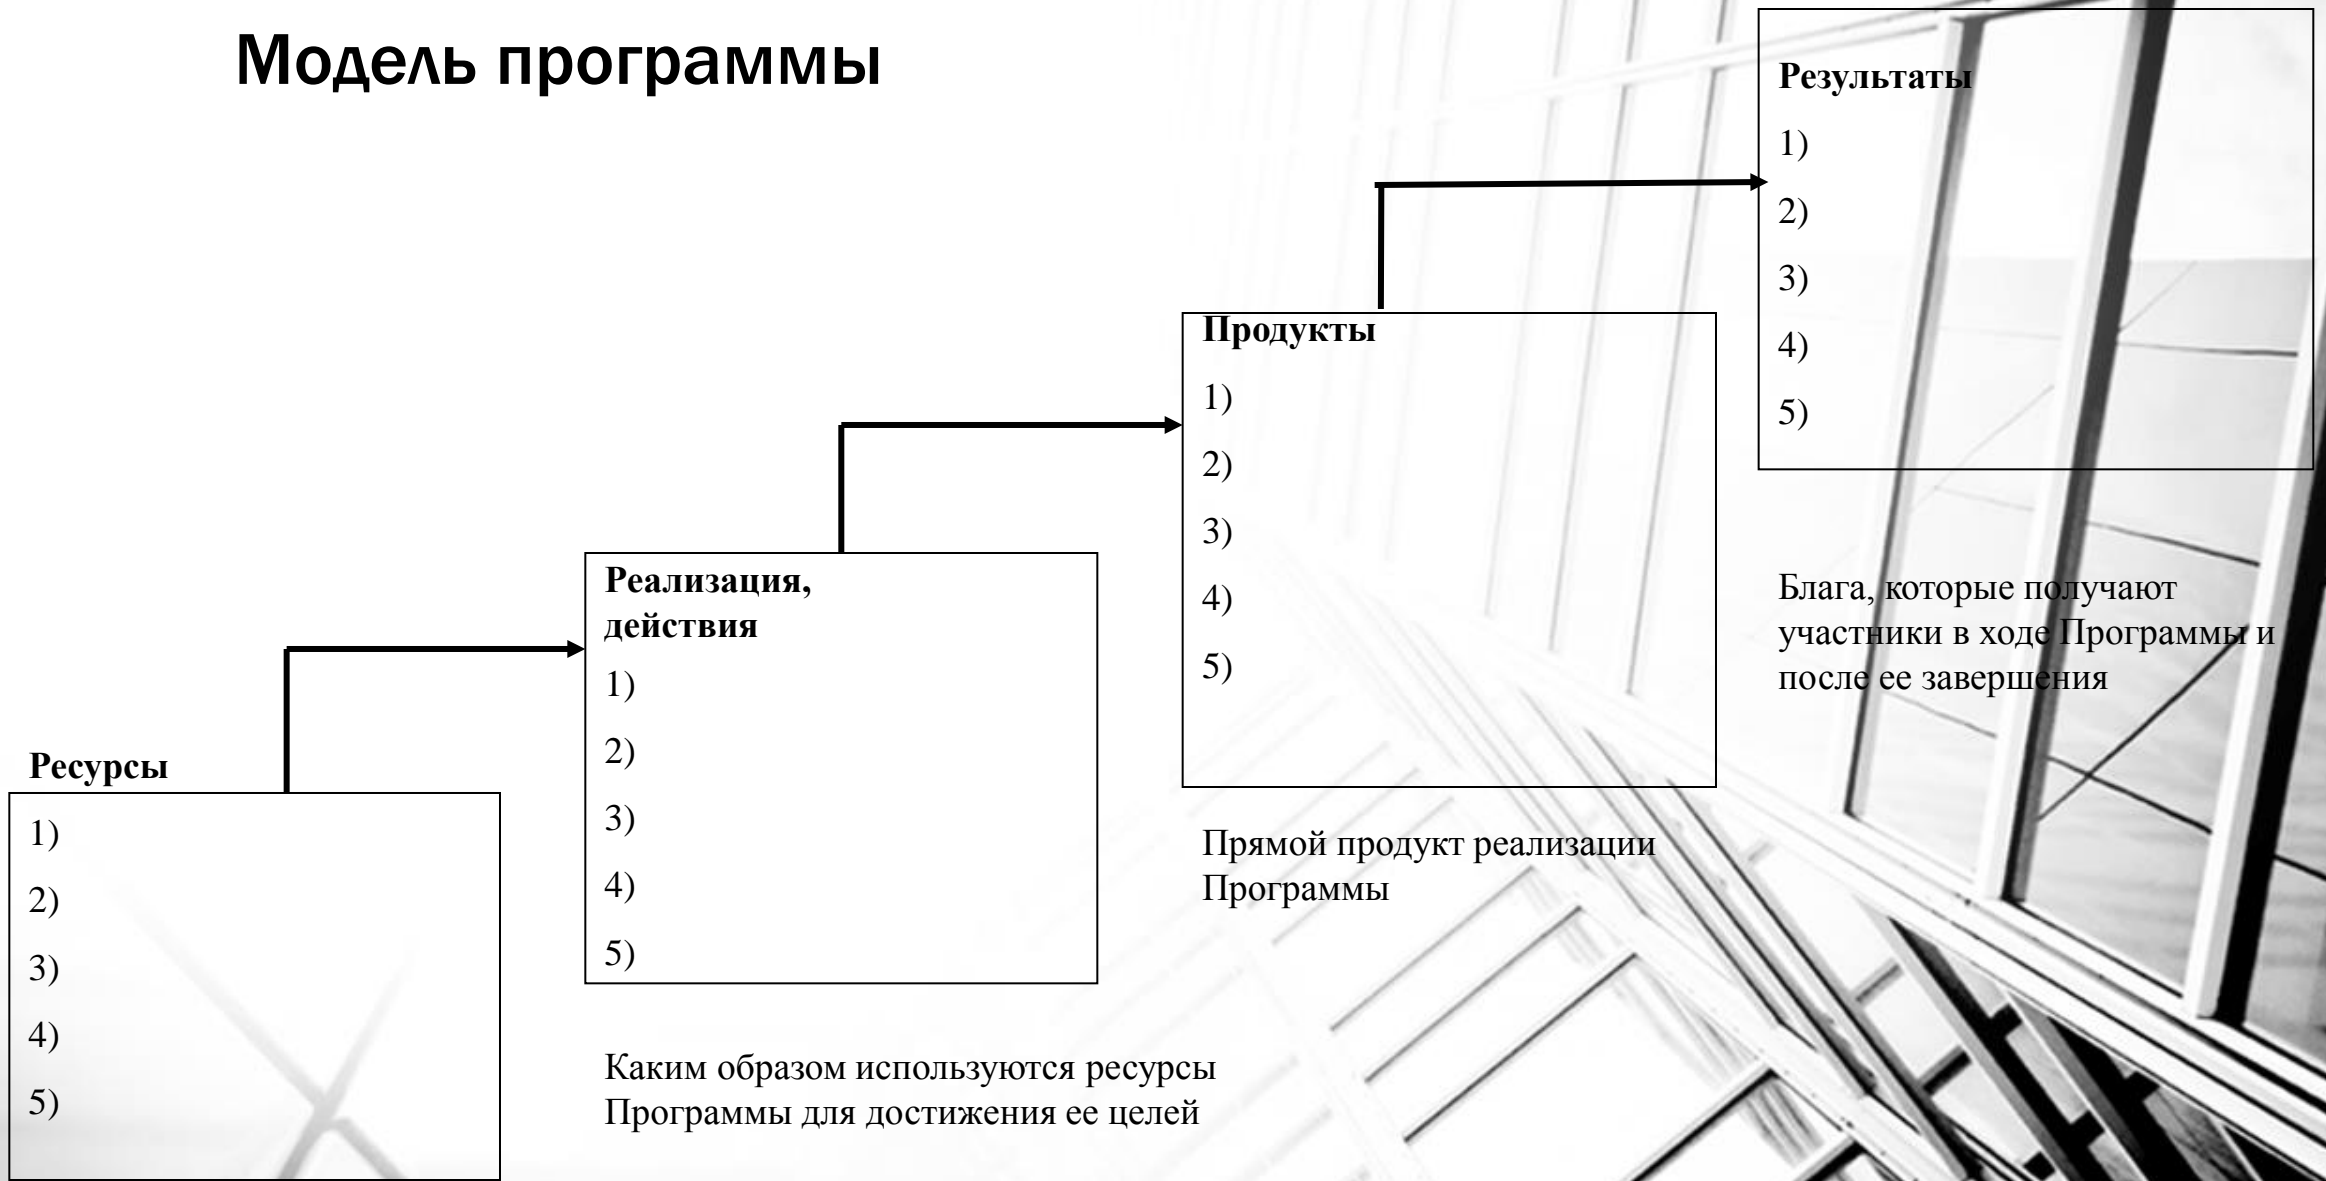 Модель программы
Ресурсы
1)
2)
3)
4)
5)
Реализация,
действия
1)
2)
3)
4)
5)
Каким образом используются ресурсы
Программы для достижения ее целей
Продукты
1)
2)
3)
4)
5)
Прямой продукт реализации
Программы
Результаты
1)
2)
3)
4)
5)
Блага, которые получают
участники в ходе Программы и
после ее завершения